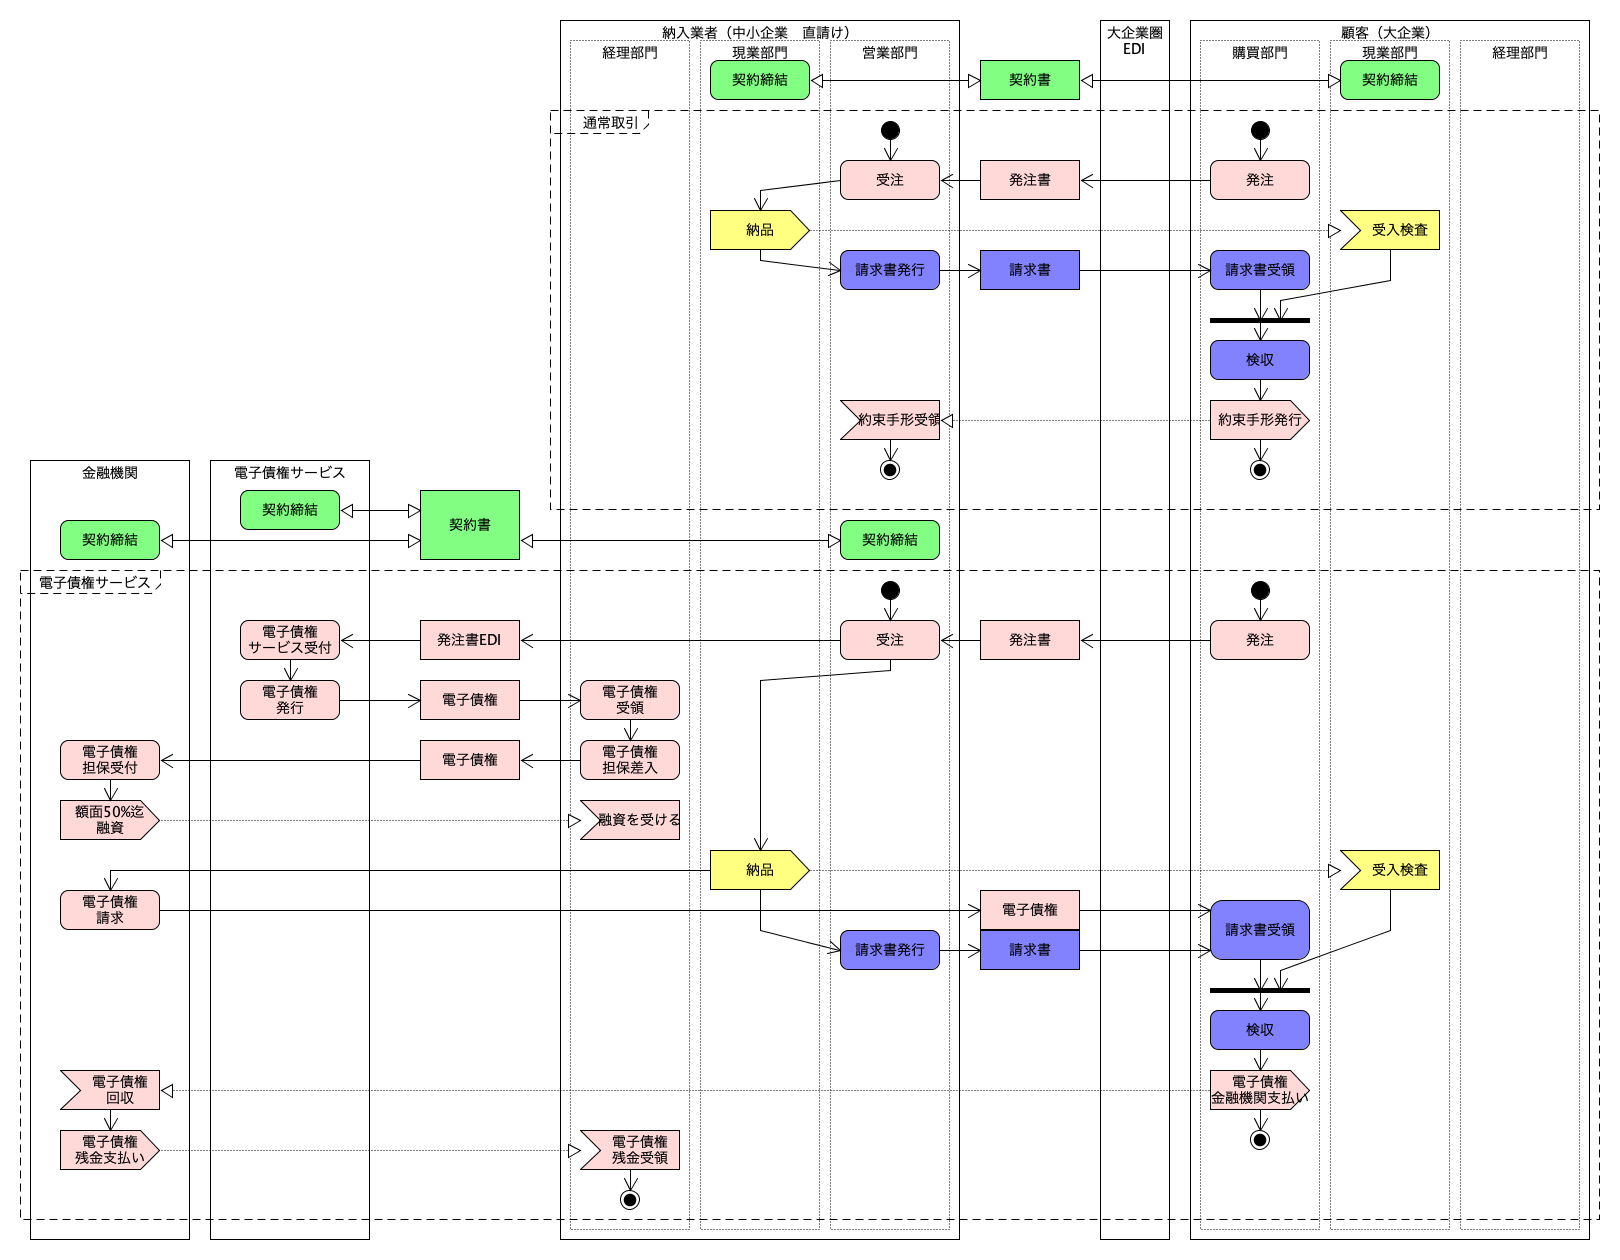 納入業者（中小企業　直請け）
大企業圏
EDI
顧客（大企業）
経理部門
現業部門
営業部門
購買部門
現業部門
経理部門
契約締結
契約書
契約締結
通常取引
受注
発注書
発注
納品
受入検査
請求書発行
請求書
請求書受領
検収
約束手形受領
約束手形発行
金融機関
電子債権サービス
契約締結
契約書
契約締結
契約締結
電子債権サービス
電子債権
サービス受付
発注書EDI
受注
発注書
発注
電子債権
発行
電子債権
電子債権
受領
電子債権
担保受付
電子債権
電子債権
担保差入
額面50%迄
融資
融資を受ける
納品
受入検査
電子債権
請求
電子債権
請求書受領
請求書発行
請求書
検収
電子債権
回収
電子債権
金融機関支払い
電子債権
残金支払い
電子債権
残金受領